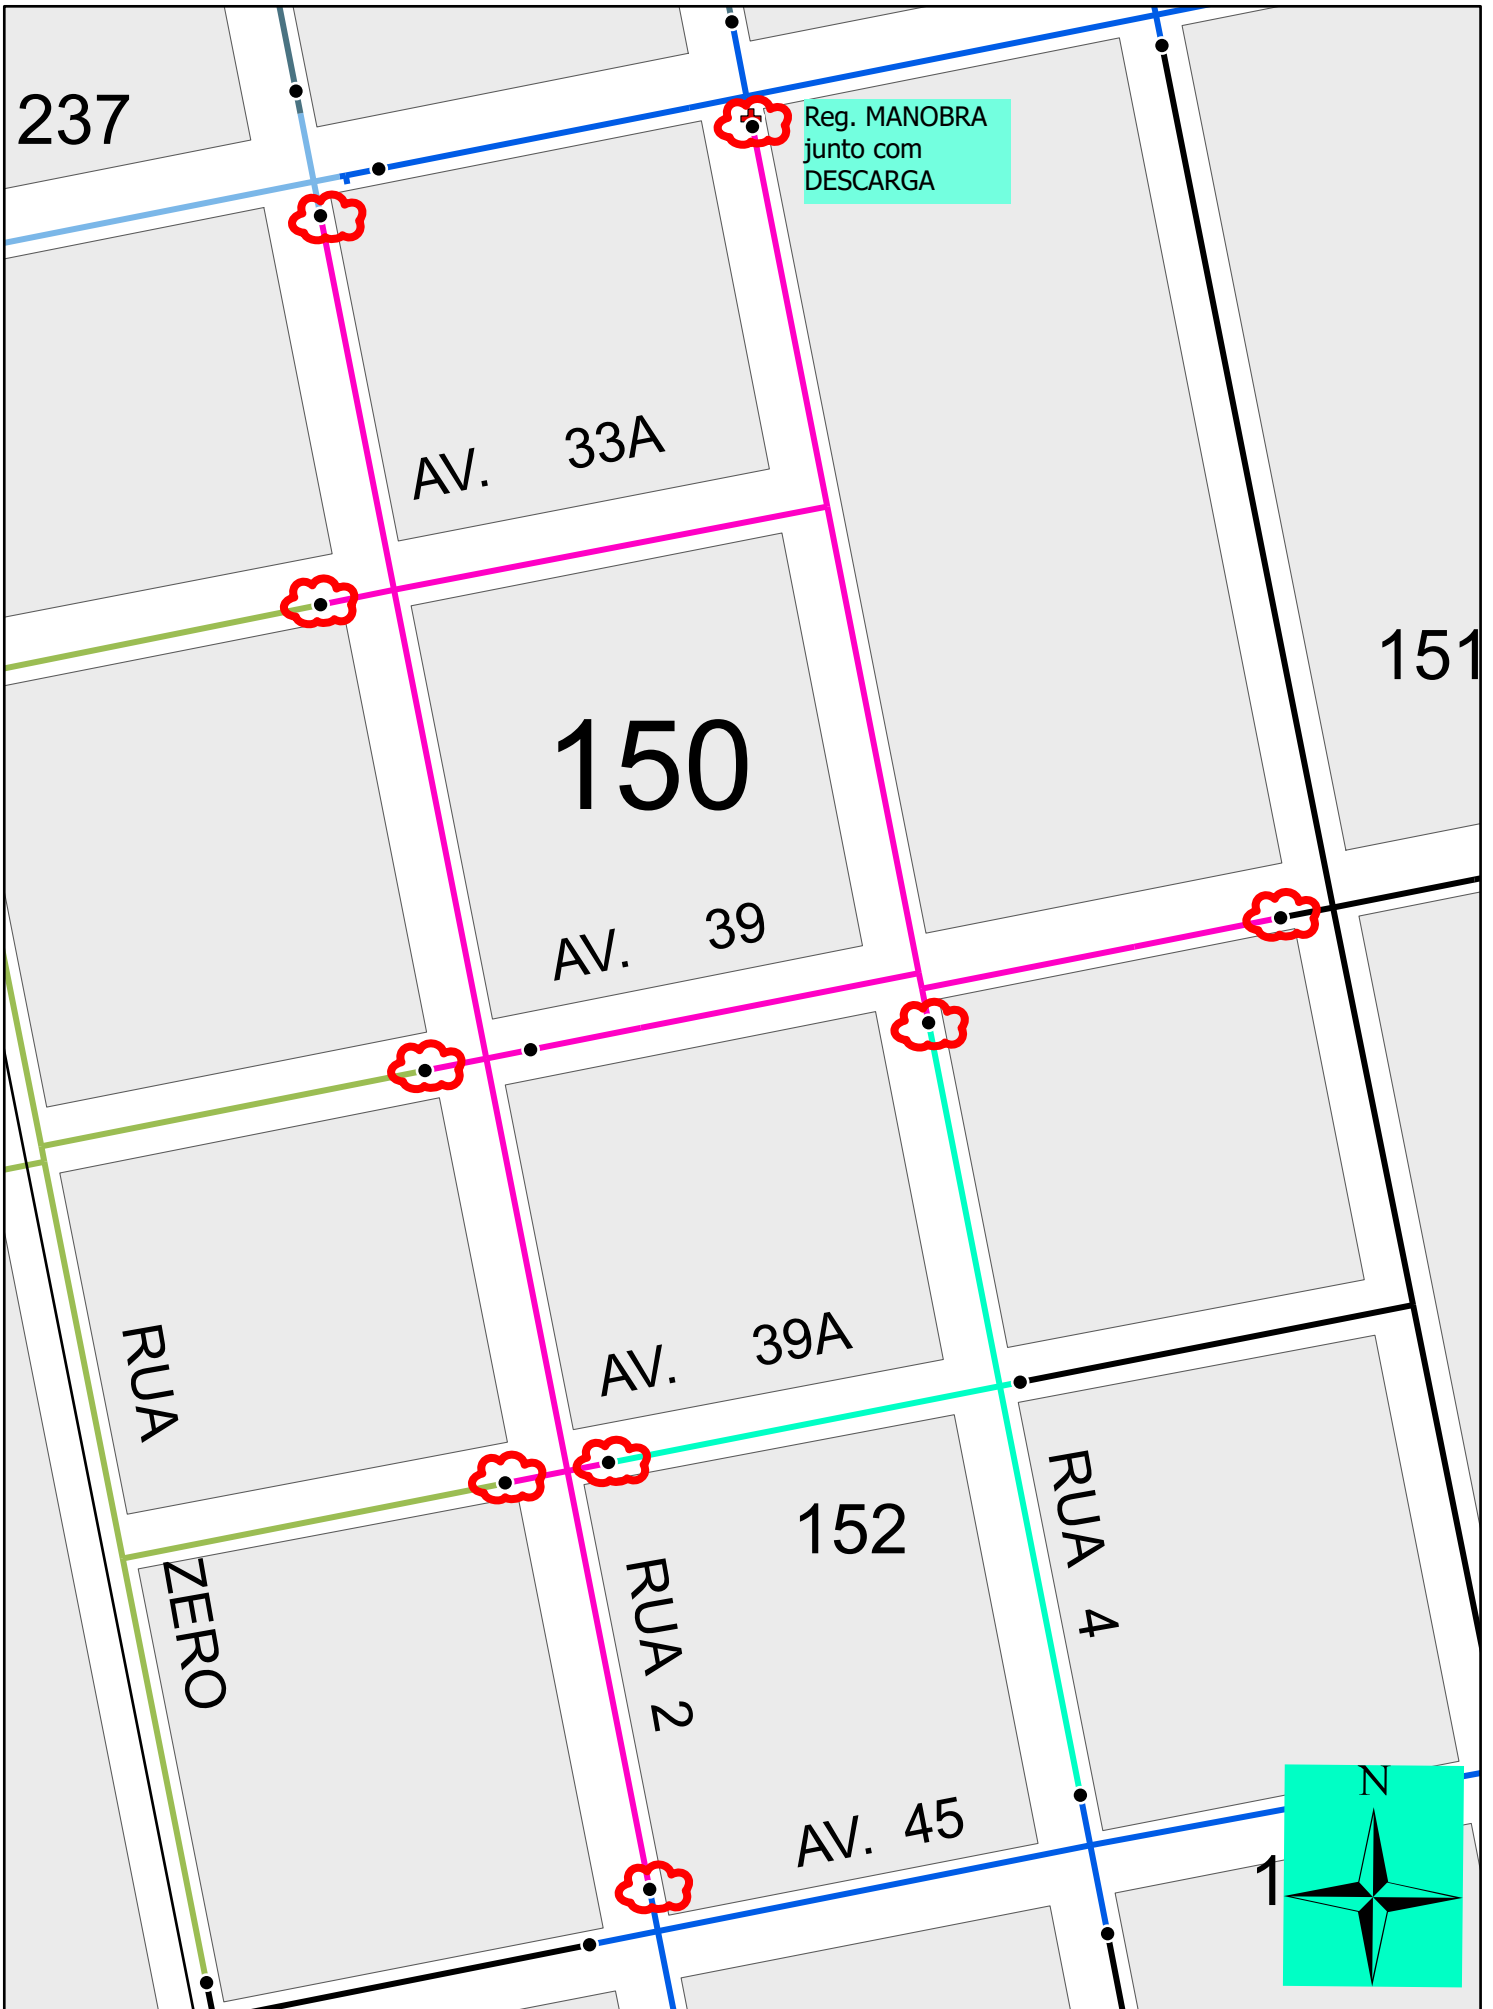 237
Reg. MANOBRA
junto com
DESCARGA
AV. 33A
151
150
AV. 39
AV. 39A
RUA ZERO
152
RUA 4
RUA 2
AV. 45
N
1